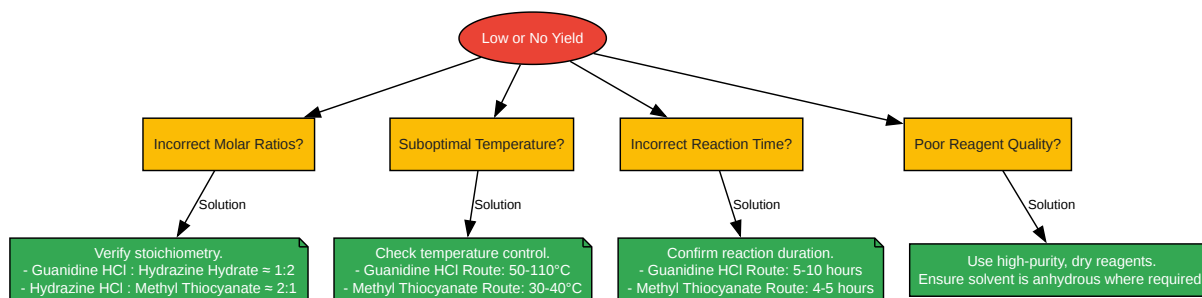 Low or No Yield
Incorrect Molar Ratios?
Suboptimal Temperature?
Incorrect Reaction Time?
Poor Reagent Quality?
Solution
Solution
Solution
Solution
Verify stoichiometry.
- Guanidine HCl : Hydrazine Hydrate ≈ 1:2
- Hydrazine HCl : Methyl Thiocyanate ≈ 2:1
Check temperature control.
- Guanidine HCl Route: 50-110°C
- Methyl Thiocyanate Route: 30-40°C
Confirm reaction duration.
- Guanidine HCl Route: 5-10 hours
- Methyl Thiocyanate Route: 4-5 hours
Use high-purity, dry reagents.
Ensure solvent is anhydrous where required